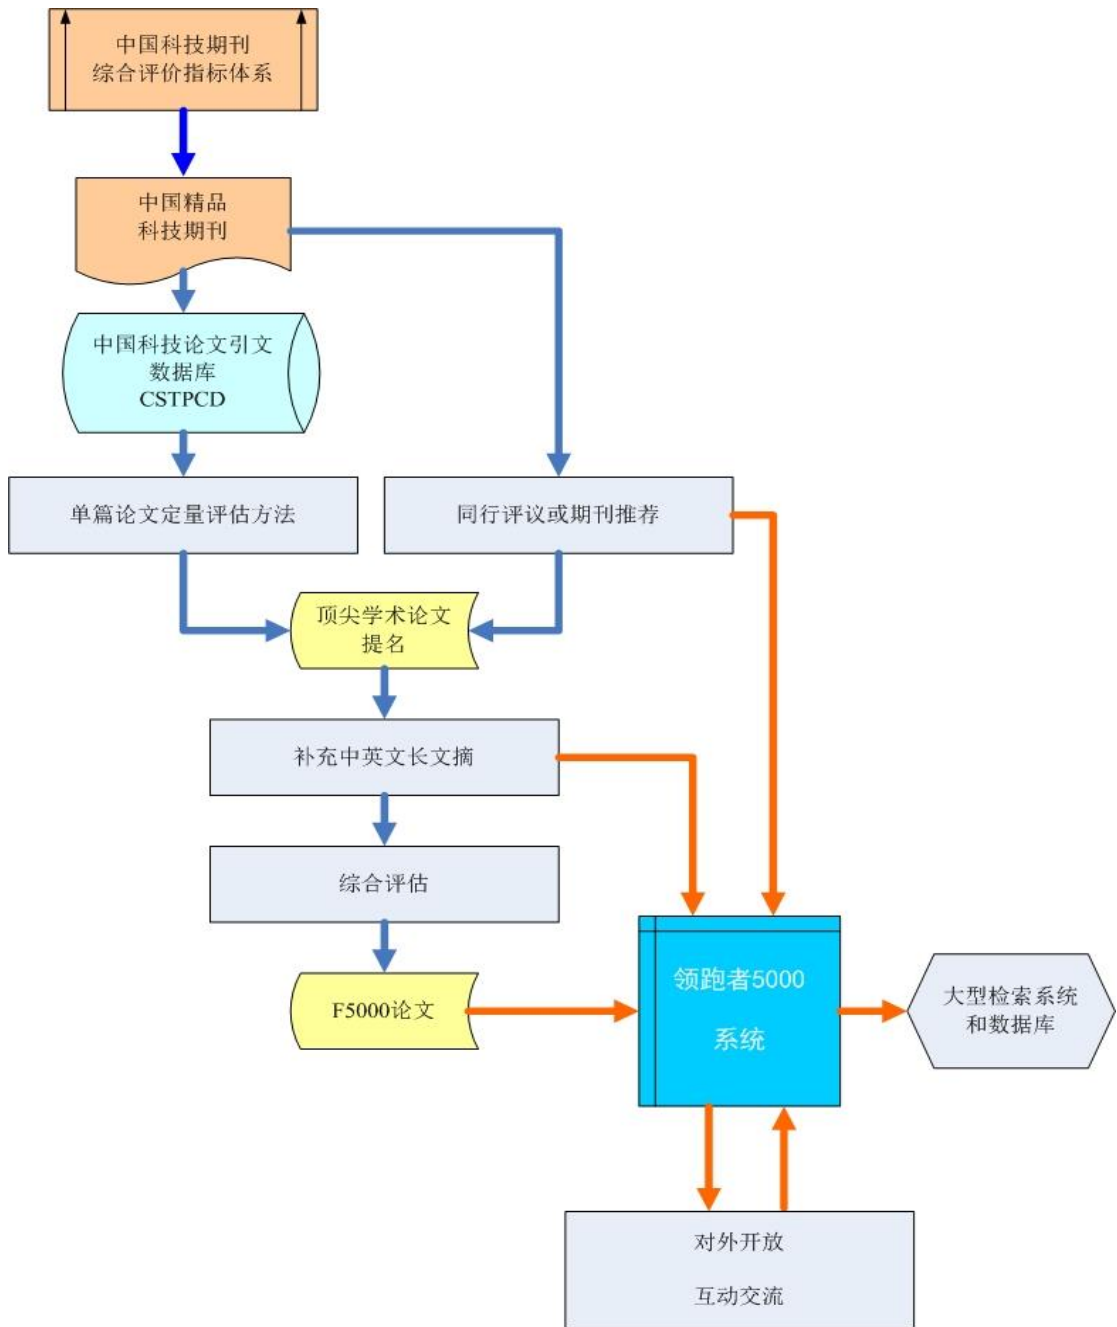 中国科技期刊
综合评价指标体系
中国精品
科技期刊
中国科技论文引文
数据库
CSTPCD
单篇论文定量评估方法
同行评议或期刊推荐
顶尖学术论文
提名
补充中英文长文摘
综合评估
F5000论文
领跑者5000
系统
大型检索系统
和数据库
对外开放
互动交流